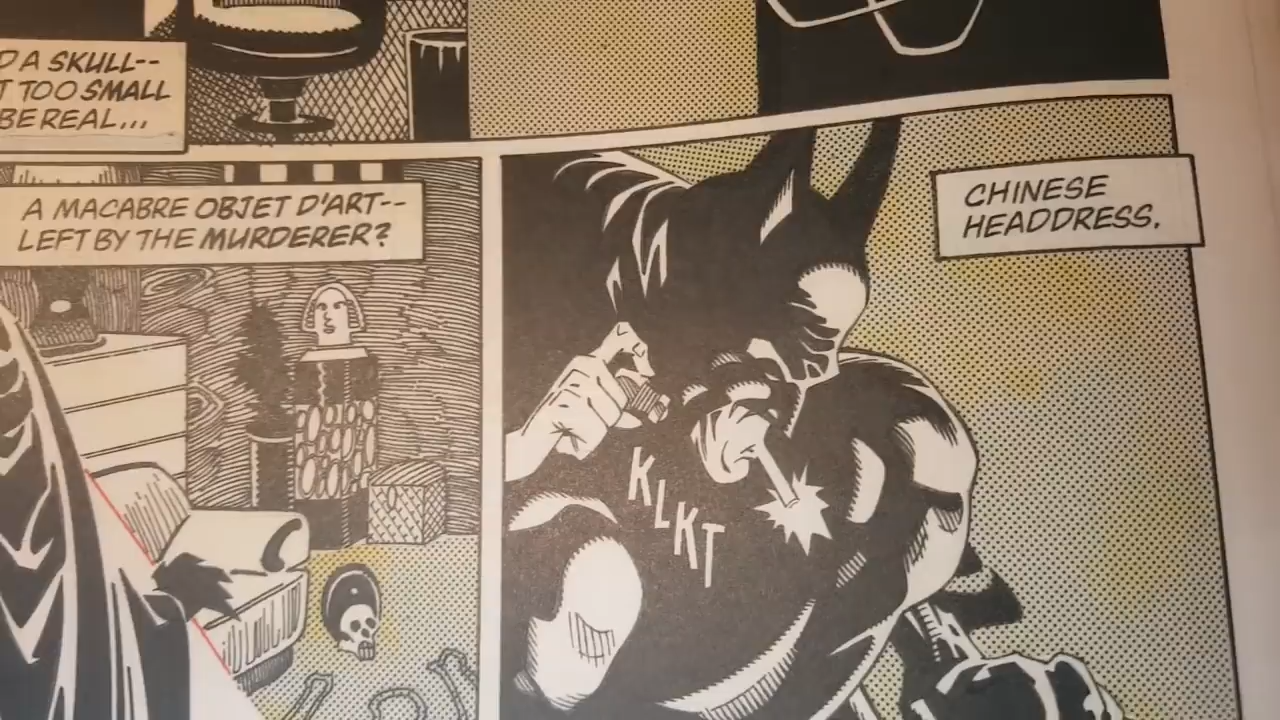 D A SKULL--
T TOO SMALL
BE REAL...
A MACABRE OBJET D'ART--
LEFT BY THE MURDERER?
CHINESE
HEADDRESS.
KLKT